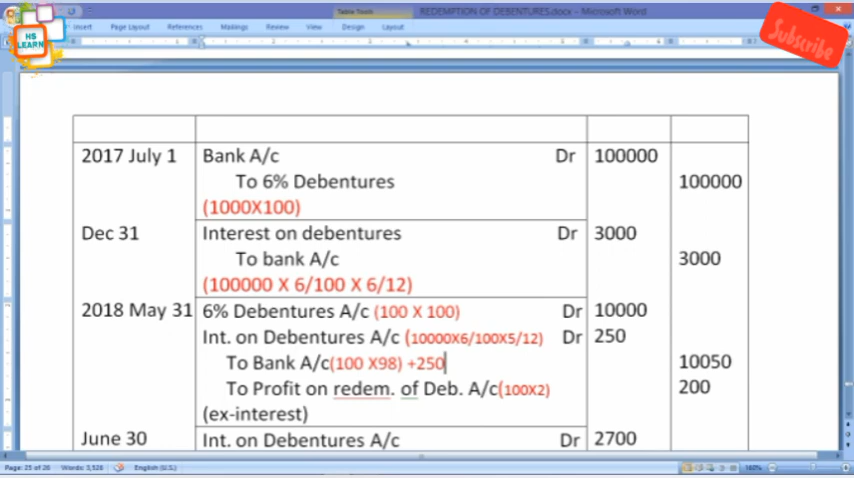 Table Tools
REDEMPTION OF DEBENTURES.docx - Microsoft Word
Insert Page Layout References Mailings Review View Design Layout
HS
LEARN
Subscribe
2017 July 1 Bank A/c Dr 100000
To 6% Debentures 100000
(1000X100)
Dec 31 Interest on debentures Dr 3000
To bank A/c 3000
(100000 X 6/100 X 6/12)
2018 May 31 6% Debentures A/c (100 X 100) Dr 10000
Int. on Debentures A/c (10000X6/100X5/12) Dr 250
To Bank A/c(100 X98) +250 10050
To Profit on redem. of Deb. A/c(100X2) 200
(ex-interest)
June 30 Int. on Debentures A/c Dr 2700
Page: 25 of 26 Words: 3,528 English (U.S.) 162%